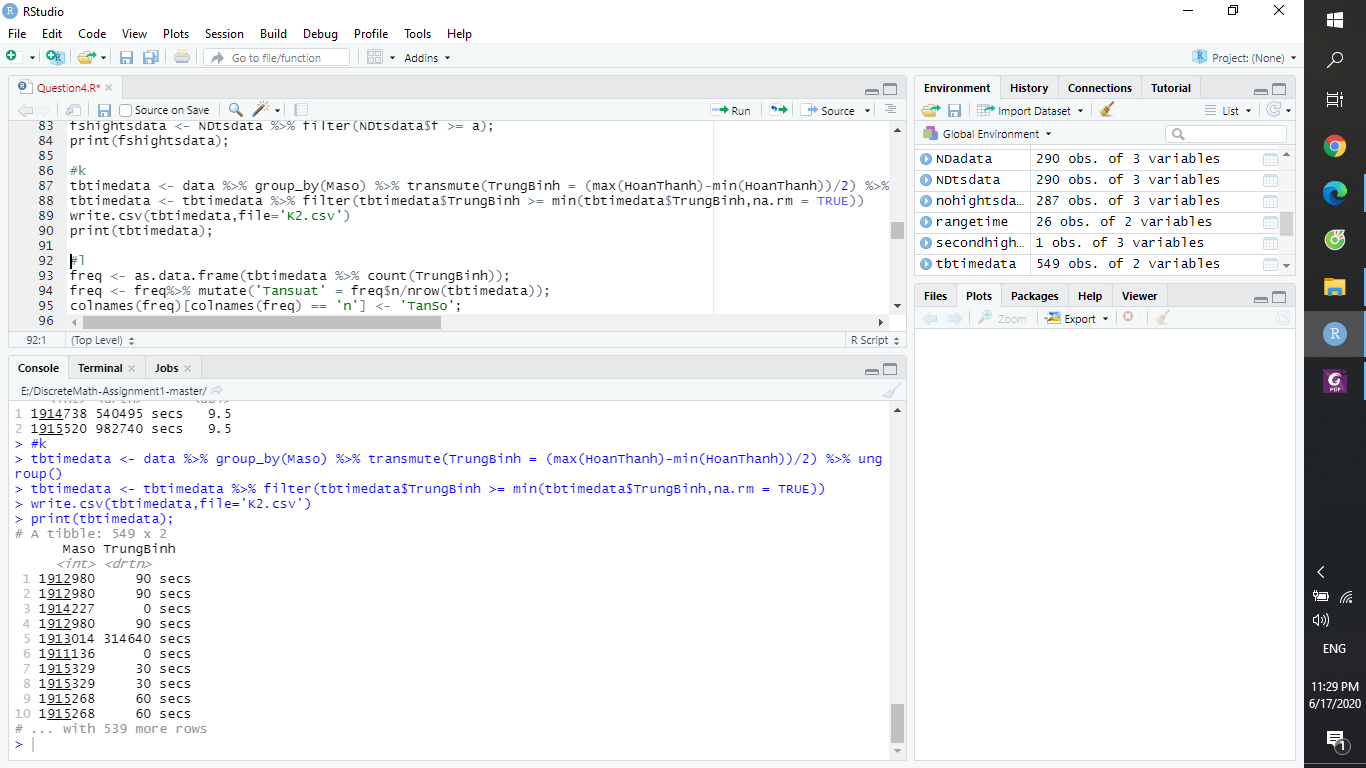 RStudio
File Edit Code View Plots Session Build Debug Profile Tools Help
Go to file/function
Addins
Project: (None)
Question4.R*
Source on Save
Run
Source
83 fshightsdata <- NDtsdata %>% filter(NDtsdata$f >= a);
84 print(fshightsdata);
85
86 #k
87 tbtimedata <- data %>% group_by(Maso) %>% transmute(TrungBinh = (max(HoanThanh)-min(HoanThanh))/2) %>%
88 tbtimedata <- tbtimedata %>% filter(tbtimedata$TrungBinh >= min(tbtimedata$TrungBinh,na.rm = TRUE))
89 write.csv(tbtimedata,file='K2.csv')
90 print(tbtimedata);
91
92 #l
93 freq <- as.data.frame(tbtimedata %>% count(TrungBinh));
94 freq <- freq%>% mutate('Tansuat' = freq$n/nrow(tbtimedata));
95 colnames(freq)[colnames(freq) == 'n'] <- 'TanSo';
96
92:1 (Top Level) R Script
Console Terminal Jobs
E:/DiscreteMath-Assignment1-master/
1 1914738 540495 secs 9.5
2 1915520 982740 secs 9.5
> #k
> tbtimedata <- data %>% group_by(Maso) %>% transmute(TrungBinh = (max(HoanThanh)-min(HoanThanh))/2) %>% ung
roup()
> tbtimedata <- tbtimedata %>% filter(tbtimedata$TrungBinh >= min(tbtimedata$TrungBinh,na.rm = TRUE))
> write.csv(tbtimedata,file='K2.csv')
> print(tbtimedata);
# A tibble: 549 x 2
Maso TrungBinh
<int> <drtn>
1 1912980 90 secs
2 1912980 90 secs
3 1914227 0 secs
4 1912980 90 secs
5 1913014 314640 secs
6 1911136 0 secs
7 1915329 30 secs
8 1915329 30 secs
9 1915268 60 secs
10 1915268 60 secs
# ... with 539 more rows
>
Environment History Connections Tutorial
Import Dataset
List
Global Environment
NDadata 290 obs. of 3 variables
NDtsdata 290 obs. of 3 variables
nohightsda... 287 obs. of 3 variables
rangetime 26 obs. of 2 variables
secondhigh... 1 obs. of 3 variables
tbtimedata 549 obs. of 2 variables
Files Plots Packages Help Viewer
Zoom Export
PDF
ENG
11:29 PM
6/17/2020
1